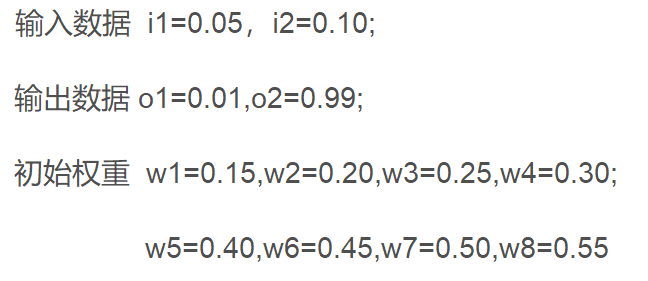 输入数据 i1=0.05，i2=0.10;
输出数据 o1=0.01,o2=0.99;
初始权重 w1=0.15,w2=0.20,w3=0.25,w4=0.30;
w5=0.40,w6=0.45,w7=0.50,w8=0.55